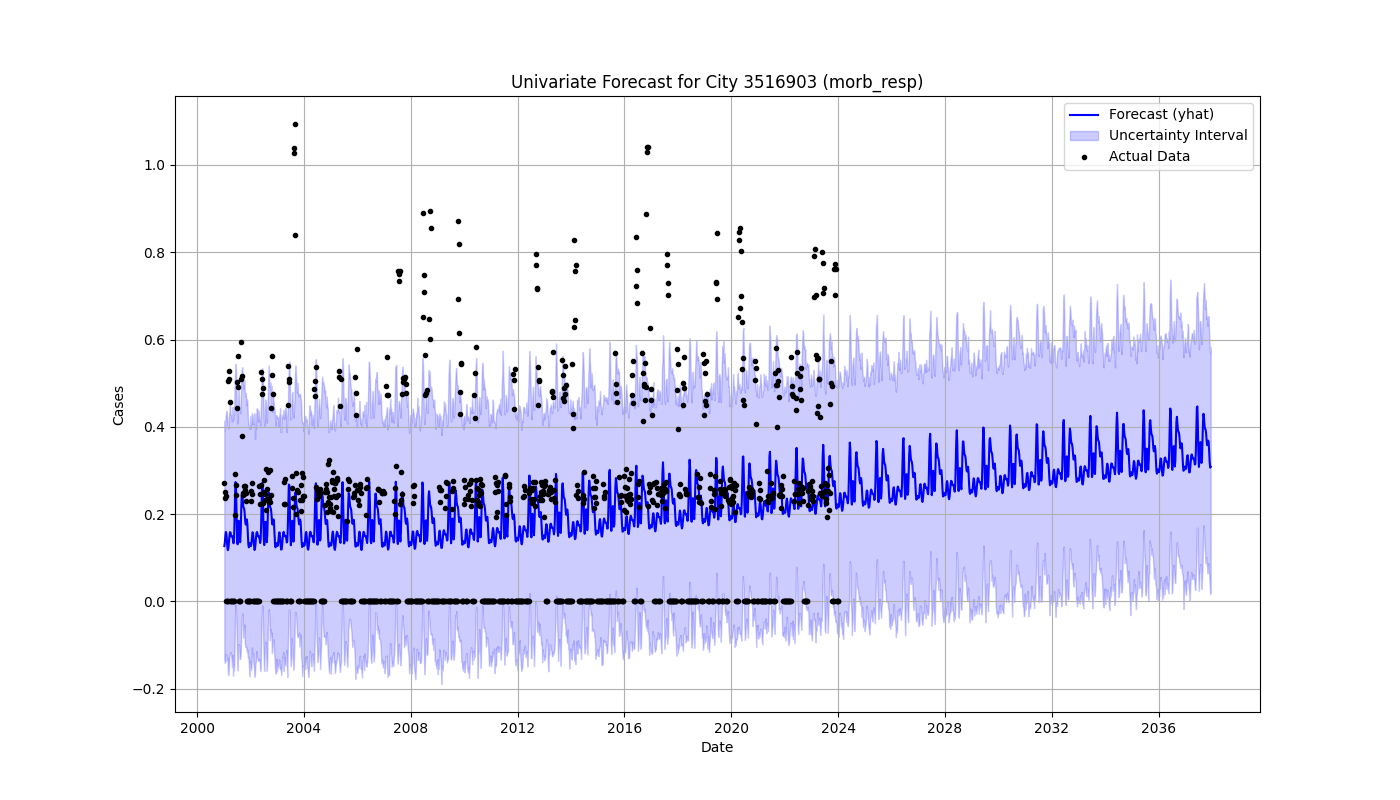 Univariate Forecast for City 3516903 (morb_resp)
Forecast (yhat)
Uncertainty Interval
Actual Data
Cases
1.0
0.8
0.6
0.4
0.2
0.0
−0.2
2000 2004 2008 2012 2016 2020 2024 2028 2032 2036
Date